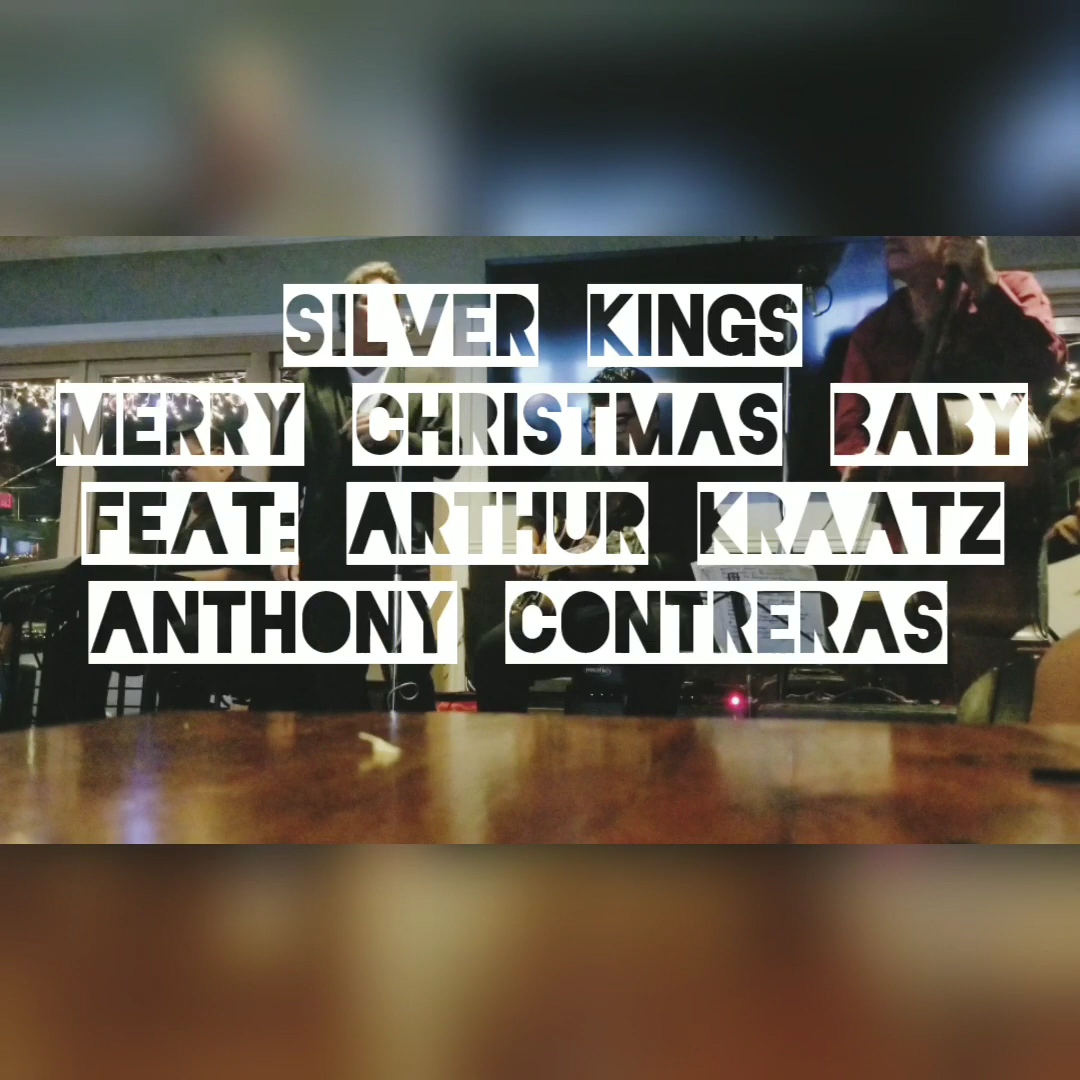 SILVER KINGS
MERRY CHRISTMAS BABY
FEAT: ARTHUR KRAATZ
ANTHONY CONTRERAS